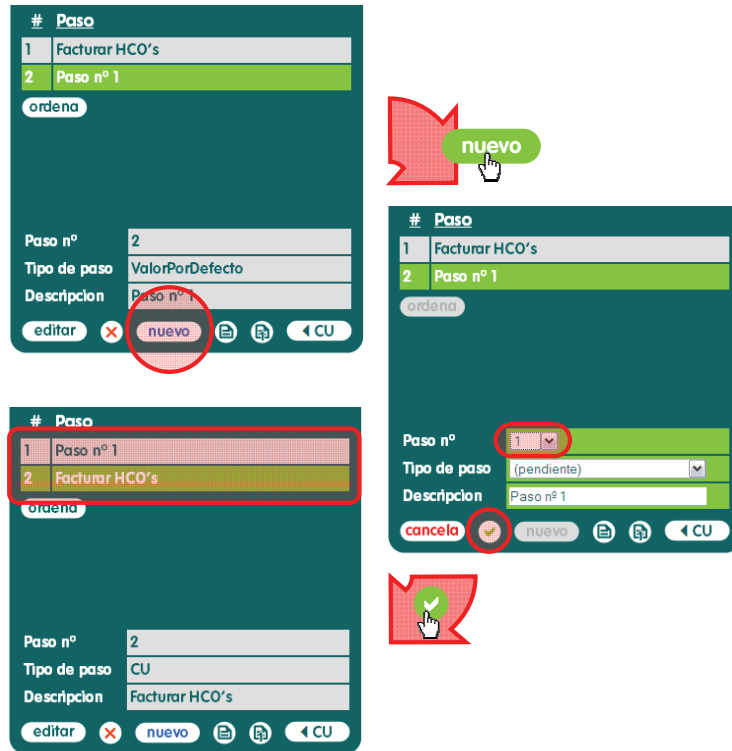 # Paso
1 Facturar HCO's
2 Paso nº 1
ordena
Paso nº 2
Tipo de paso ValorPorDefecto
Descripcion Paso nº 1
editar nuevo CU
nuevo
# Paso
1 Facturar HCO's
2 Paso nº 1
ordena
Paso nº 1
Tipo de paso (pendiente)
Descripcion Paso nº 1
cancela nuevo CU
# Paso
1 Paso nº 1
2 Facturar HCO's
ordena
Paso nº 2
Tipo de paso CU
Descripcion Facturar HCO's
editar nuevo CU